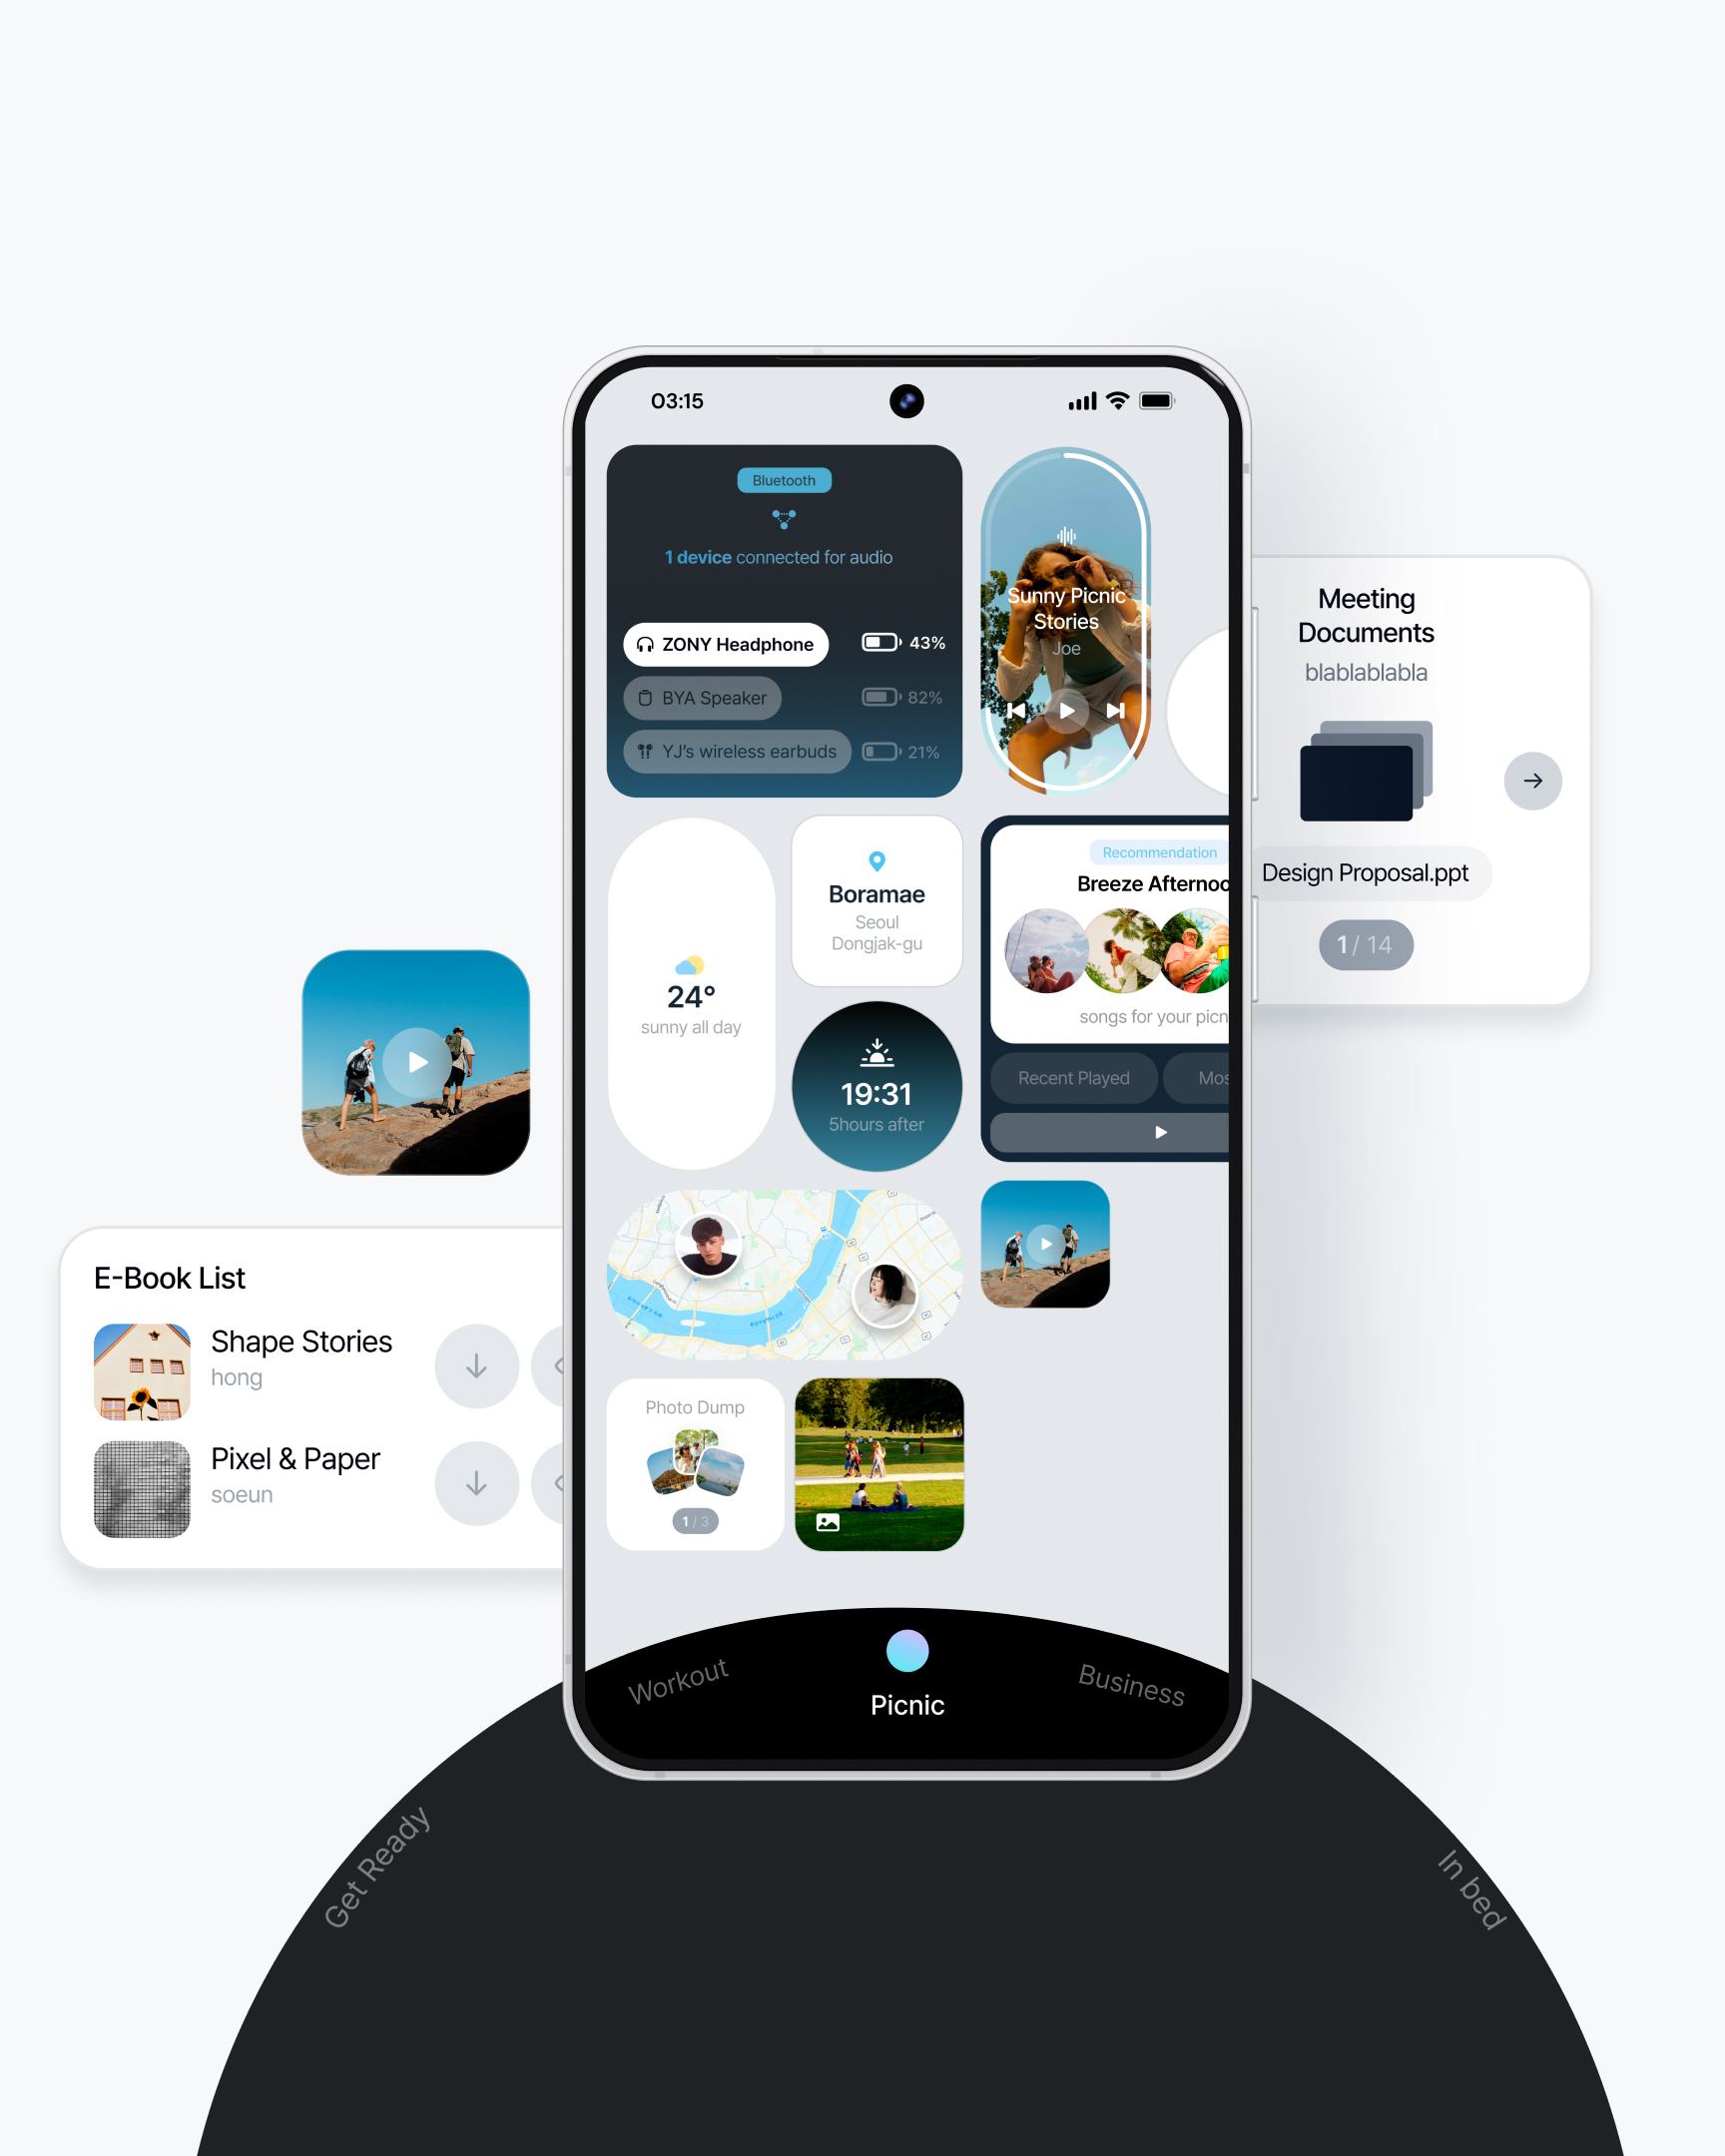 03:15
Bluetooth
1 device connected for audio
ZONY Headphone
43%
BYA Speaker
82%
YJ's wireless earbuds
21%
Sunny Picnic
Stories
Joe
Meeting
Documents
blablablabla
Design Proposal.ppt
1 / 14
24°
sunny all day
Boramae
Seoul
Dongjak-gu
19:31
5hours after
Recommendation
Breeze Afternoo
songs for your picn
Recent Played
Mos
E-Book List
Shape Stories
hong
Pixel & Paper
soeun
Photo Dump
1 / 3
Get Ready
Workout
Picnic
Business
In bed